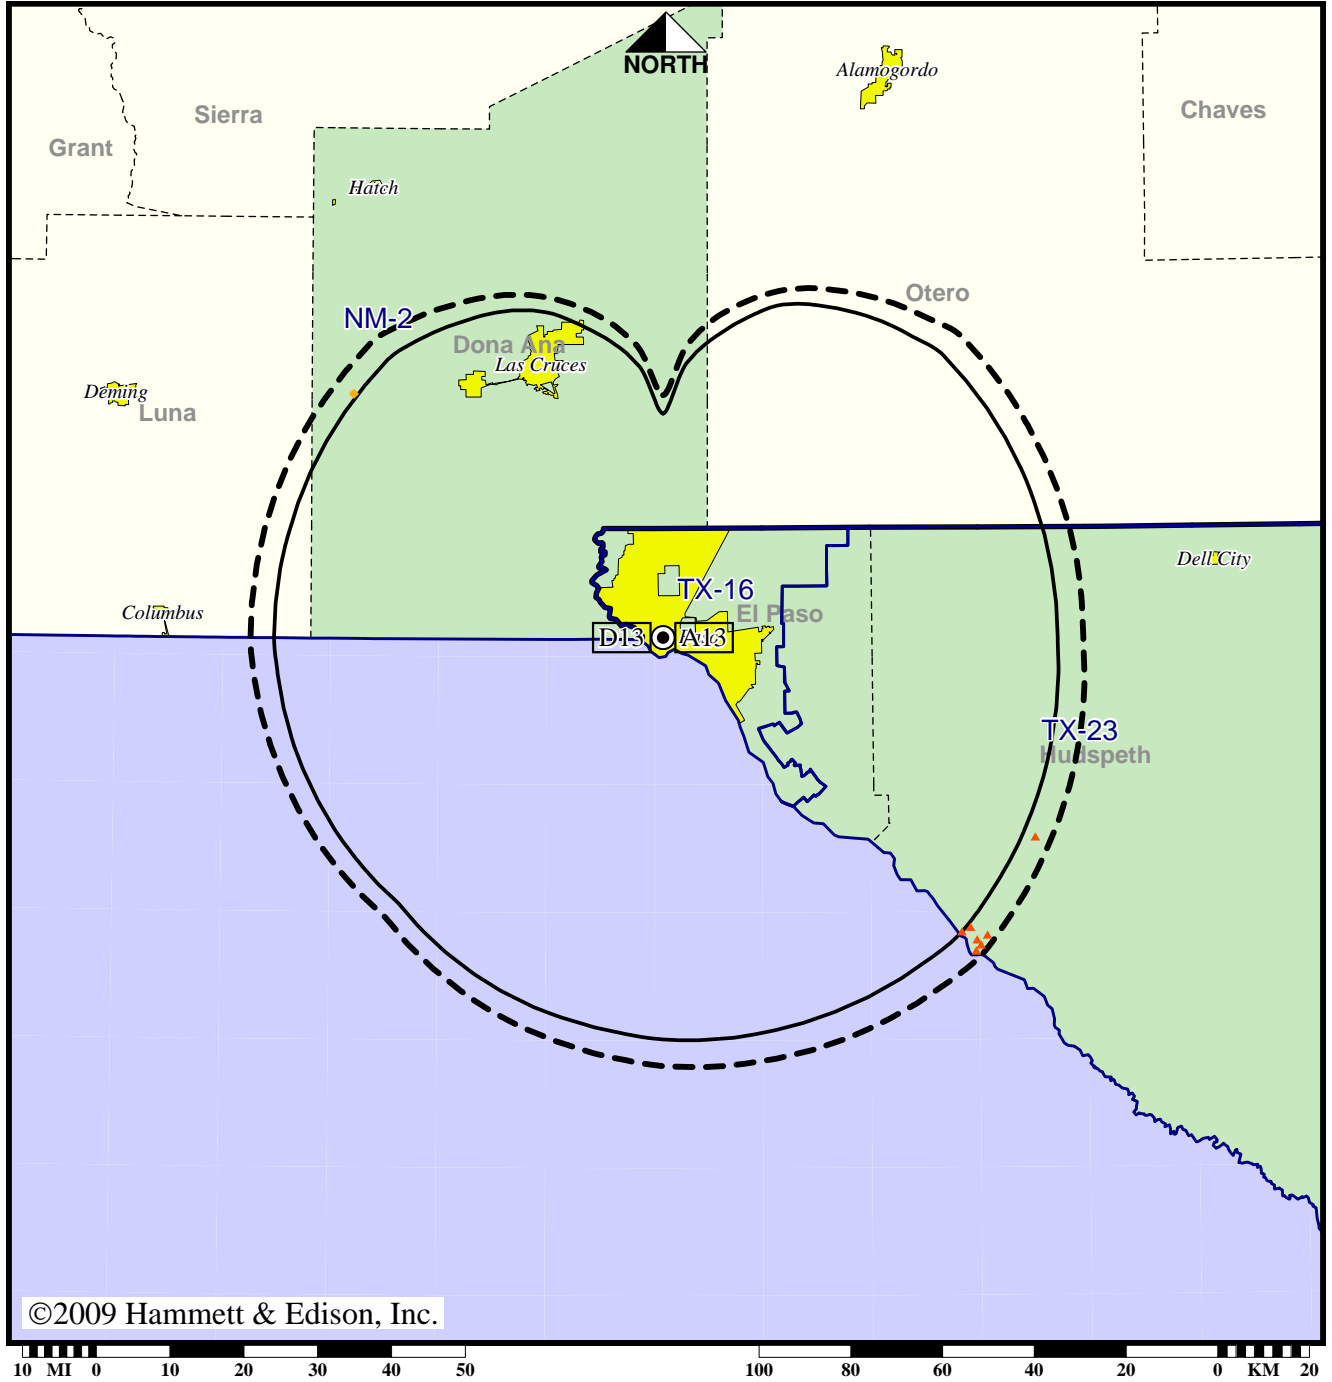 NORTH
Alamogordo
Chaves
Sierra
Grant
Hatch
Otero
NM-2
Dona Ana
Las Cruces
Deming
Luna
Dell City
TX-16
Columbus
El Paso
D13
A13
TX-23
Hudspeth
©2009 Hammett & Edison, Inc.
10 MI 0 10 20 30 40 50 100 80 60 40 20 0 KM 20